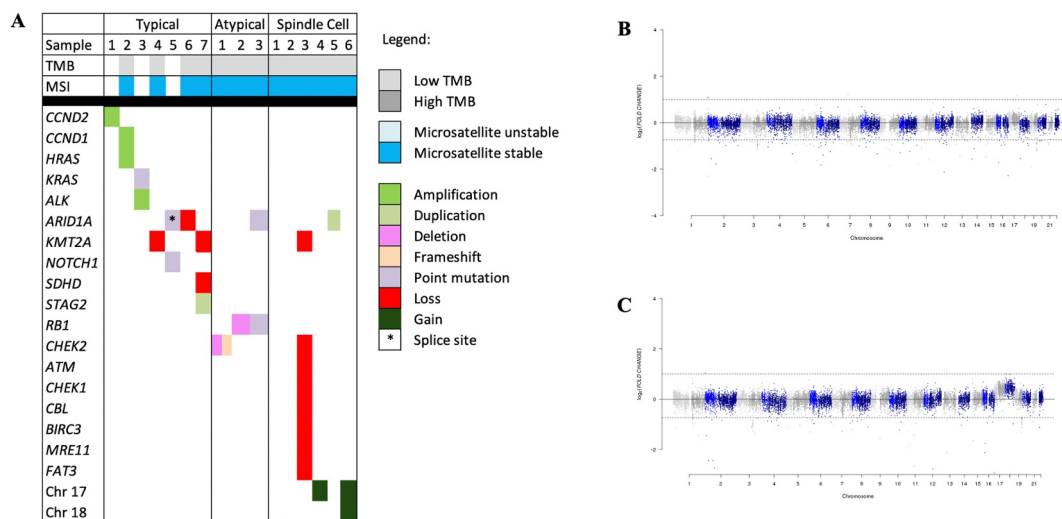 A
Typical Atypical Spindle Cell
Sample 1 2 3 4 5 6 7 1 2 3 1 2 3 4 5 6
TMB
MSI
CCND2
CCND1
HRAS
KRAS
ALK
ARID1A *
KMT2A
NOTCH1
SDHD
STAG2
RB1
CHEK2
ATM
CHEK1
CBL
BIRC3
MRE11
FAT3
Chr 17
Chr 18
Legend:
Low TMB
High TMB
Microsatellite unstable
Microsatellite stable
Amplification
Duplication
Deletion
Frameshift
Point mutation
Loss
Gain
* Splice site
B
4
2
0
-2
-4
log₂(FOLD CHANGE)
1 2 3 4 5 6 7 8 9 10 11 12 13 14 15 16 17 19 21
Chromosome
C
4
2
0
-2
log₂(FOLD CHANGE)
1 2 3 4 5 6 7 8 9 10 11 12 13 14 15 16 17 18 19 21
Chromosome